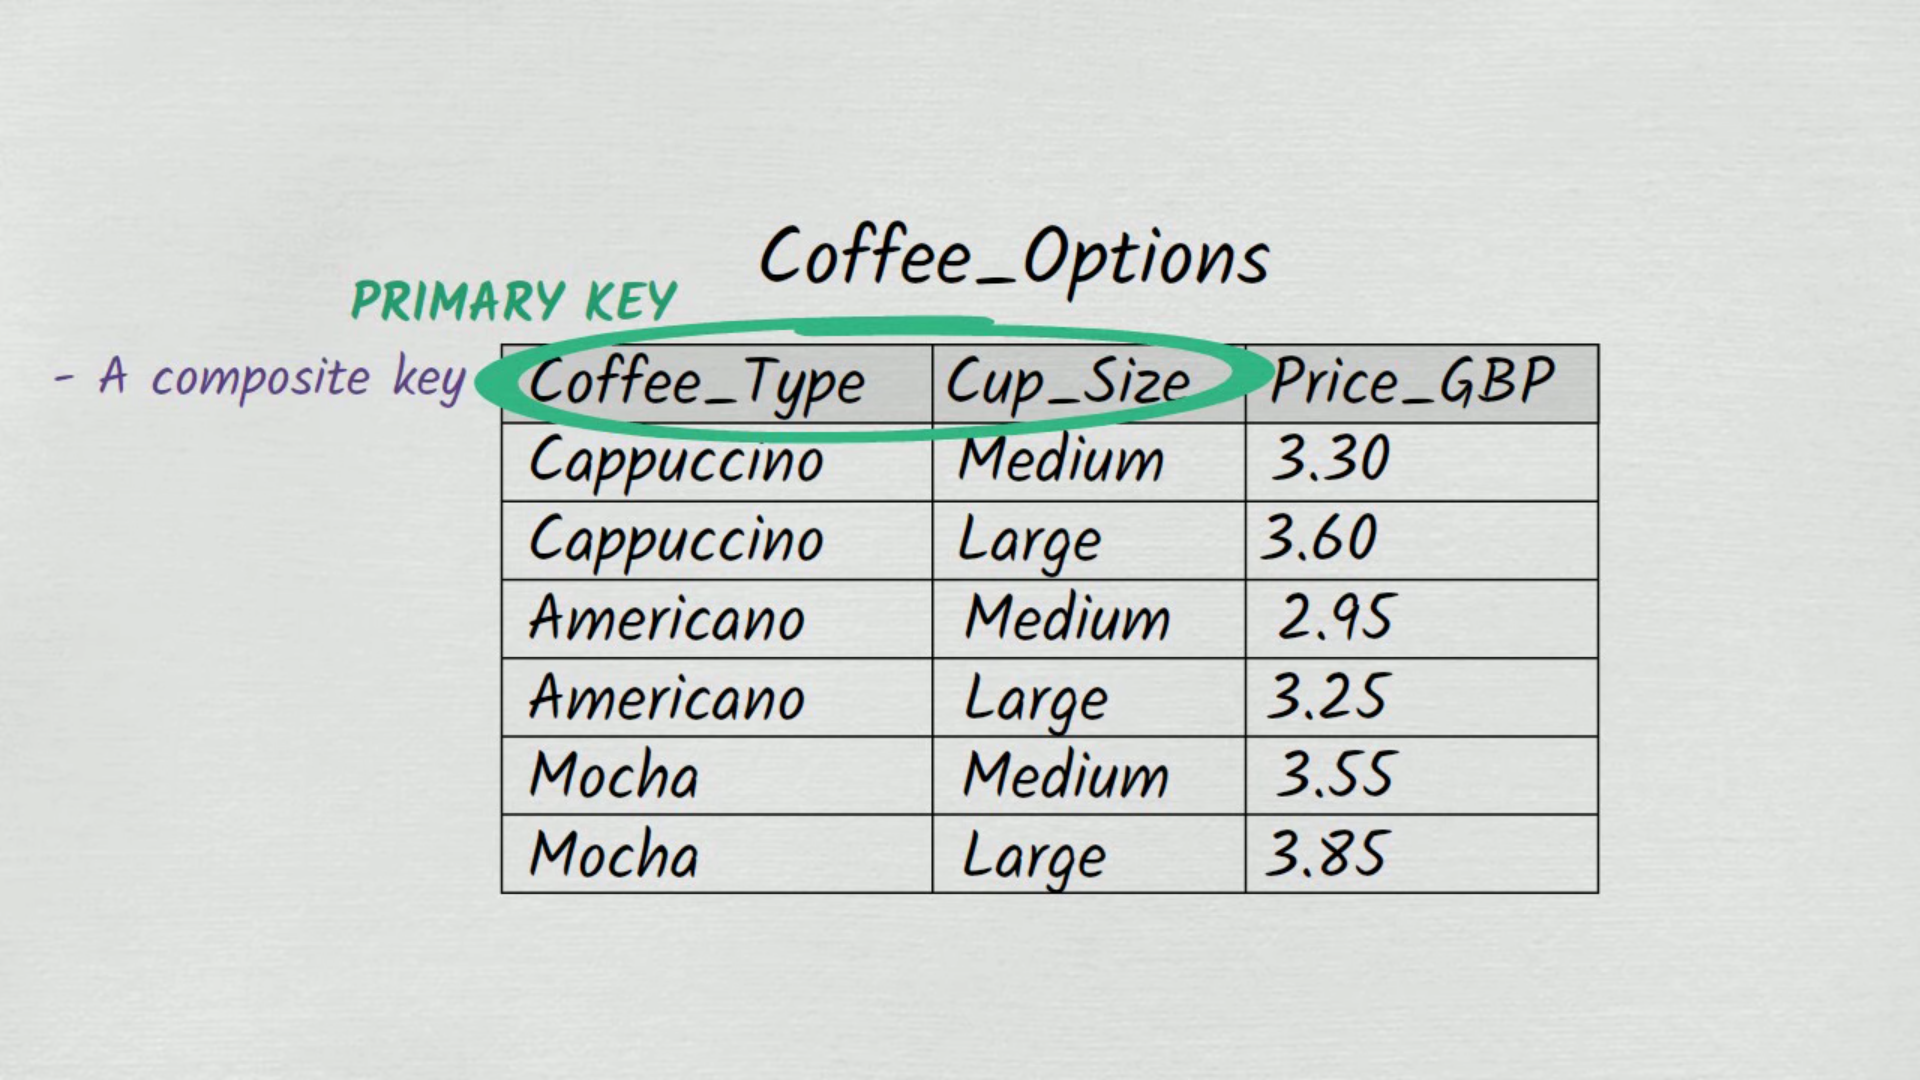 Coffee_Options
PRIMARY KEY
- A composite key
Coffee_Type Cup_Size Price_GBP
Cappuccino Medium 3.30
Cappuccino Large 3.60
Americano Medium 2.95
Americano Large 3.25
Mocha Medium 3.55
Mocha Large 3.85